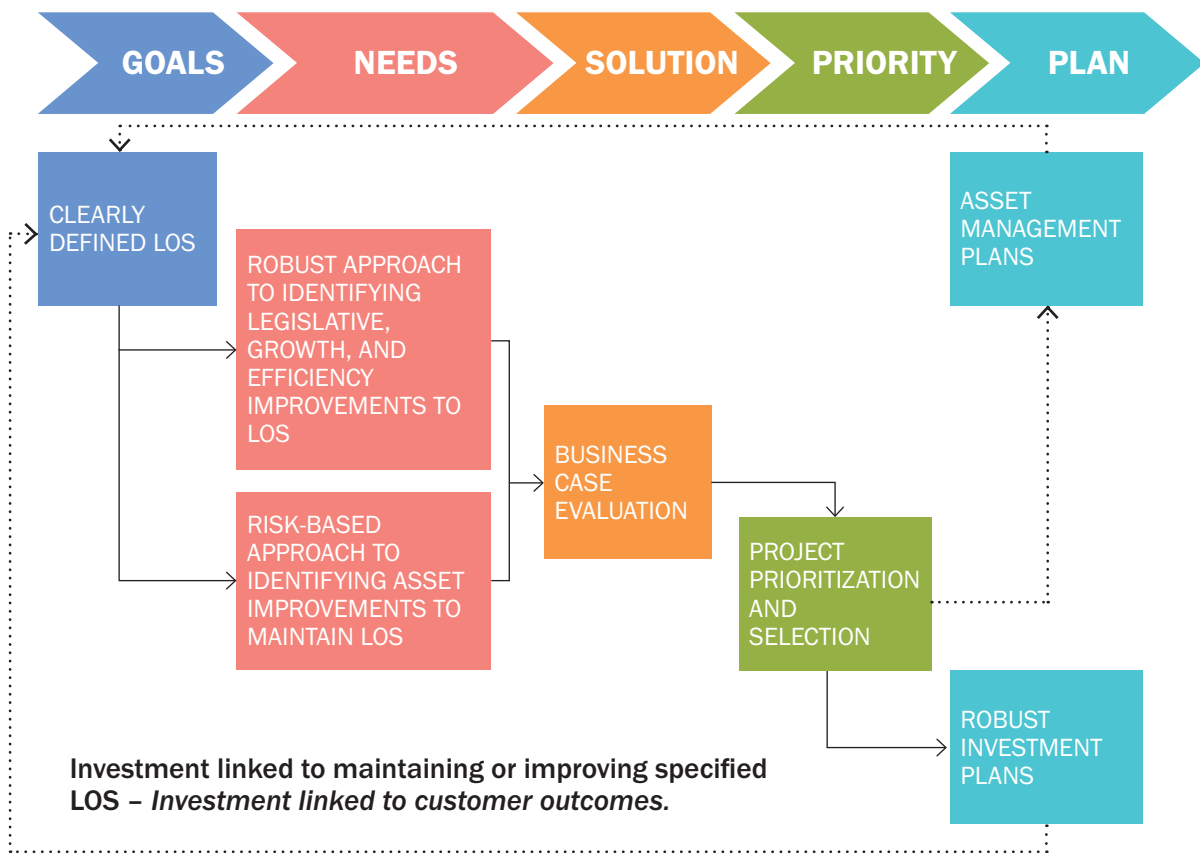 GOALS NEEDS SOLUTION PRIORITY PLAN
CLEARLY
DEFINED LOS
ROBUST APPROACH
TO IDENTIFYING
LEGISLATIVE,
GROWTH, AND
EFFICIENCY
IMPROVEMENTS TO
LOS
RISK-BASED
APPROACH TO
IDENTIFYING ASSET
IMPROVEMENTS TO
MAINTAIN LOS
BUSINESS
CASE
EVALUATION
PROJECT
PRIORITIZATION
AND
SELECTION
ASSET
MANAGEMENT
PLANS
ROBUST
INVESTMENT
PLANS
Investment linked to maintaining or improving specified
LOS – Investment linked to customer outcomes.